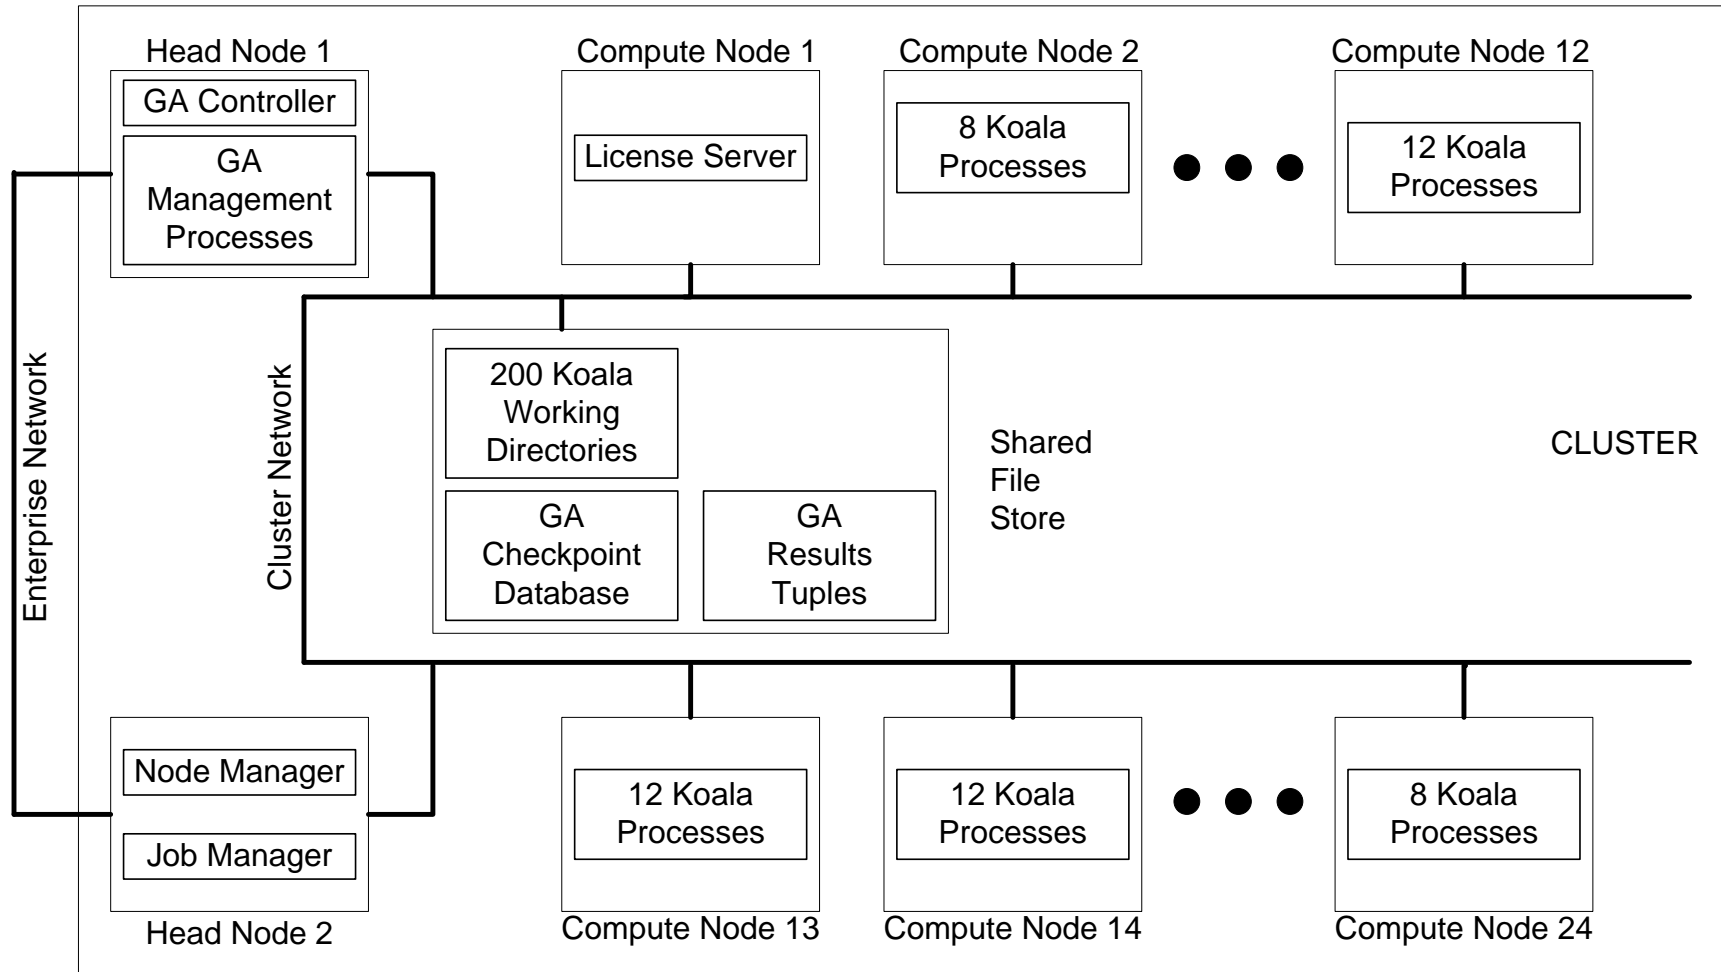 Head Node 1
GA Controller
GA
Management
Processes
Compute Node 1
License Server
Compute Node 2
8 Koala
Processes
Compute Node 12
12 Koala
Processes
Enterprise Network
Cluster Network
200 Koala
Working
Directories
GA
Checkpoint
Database
GA
Results
Tuples
Shared
File
Store
CLUSTER
Node Manager
Job Manager
Head Node 2
12 Koala
Processes
Compute Node 13
12 Koala
Processes
Compute Node 14
8 Koala
Processes
Compute Node 24